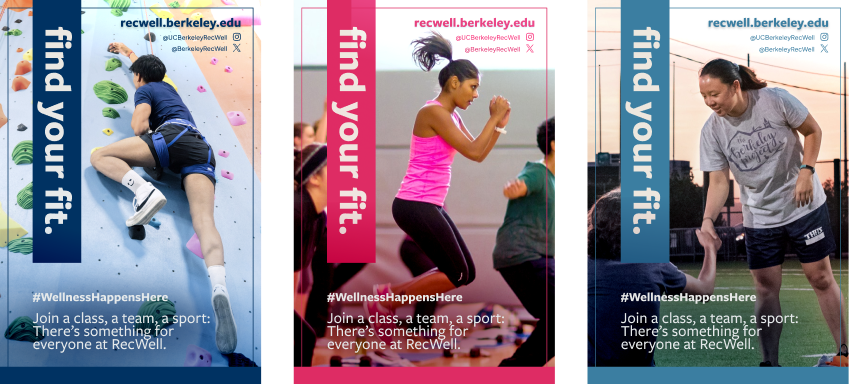 recwell.berkeley.edu
@UCBerkeleyRecWell
@BerkeleyRecWell
find your fit.
#WellnessHappensHere
Join a class, a team, a sport:
There's something for
everyone at RecWell.
recwell.berkeley.edu
@UCBerkeleyRecWell
@BerkeleyRecWell
find your fit.
#WellnessHappensHere
Join a class, a team, a sport:
There's something for
everyone at RecWell.
recwell.berkeley.edu
@UCBerkeleyRecWell
@BerkeleyRecWell
find your fit.
the
berkeley
project
#WellnessHappensHere
Join a class, a team, a sport:
There's something for
everyone at RecWell.